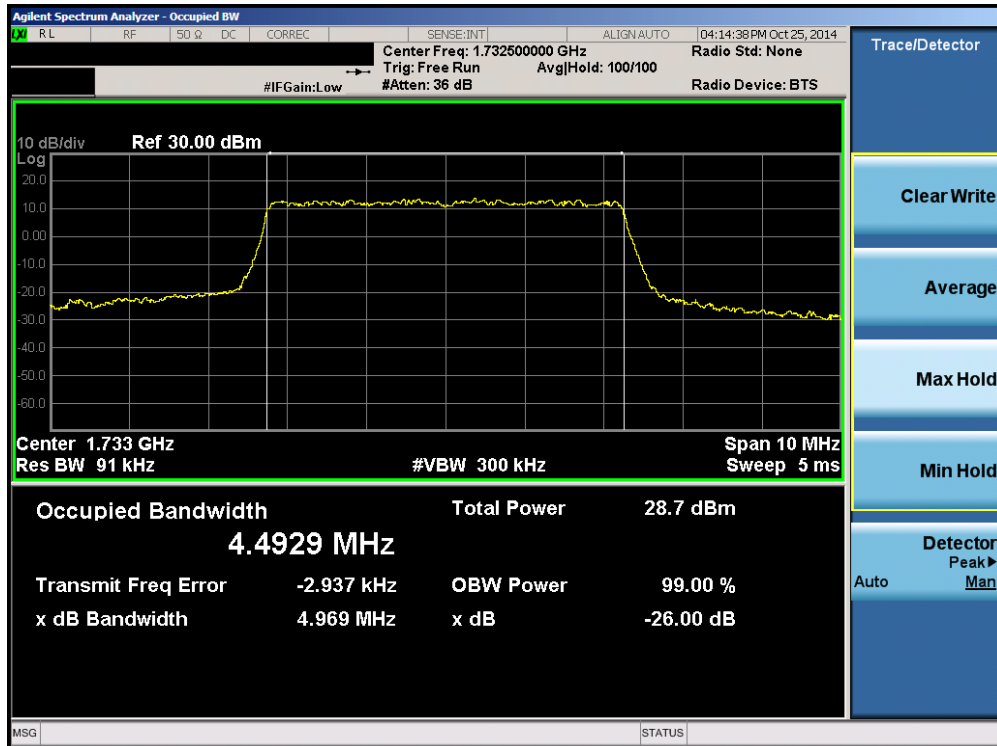 Agilent Spectrum Analyzer - Occupied BW
LXI RL RF 50 Ω DC CORREC SENSE:INT ALIGN AUTO 04:14:38 PM Oct 25, 2014
Center Freq: 1.732500000 GHz Radio Std: None
Trig: Free Run Avg|Hold: 100/100
#IFGain:Low #Atten: 36 dB Radio Device: BTS
Trace/Detector
10 dB/div Ref 30.00 dBm
Log
20.0
10.0
0.00
-10.0
-20.0
-30.0
-40.0
-50.0
-60.0
Center 1.733 GHz Span 10 MHz
Res BW 91 kHz #VBW 300 kHz Sweep 5 ms
Occupied Bandwidth Total Power 28.7 dBm
4.4929 MHz
Transmit Freq Error -2.937 kHz OBW Power 99.00 %
x dB Bandwidth 4.969 MHz x dB -26.00 dB
Clear Write
Average
Max Hold
Min Hold
Detector
Peak▶
Auto Man
MSG STATUS